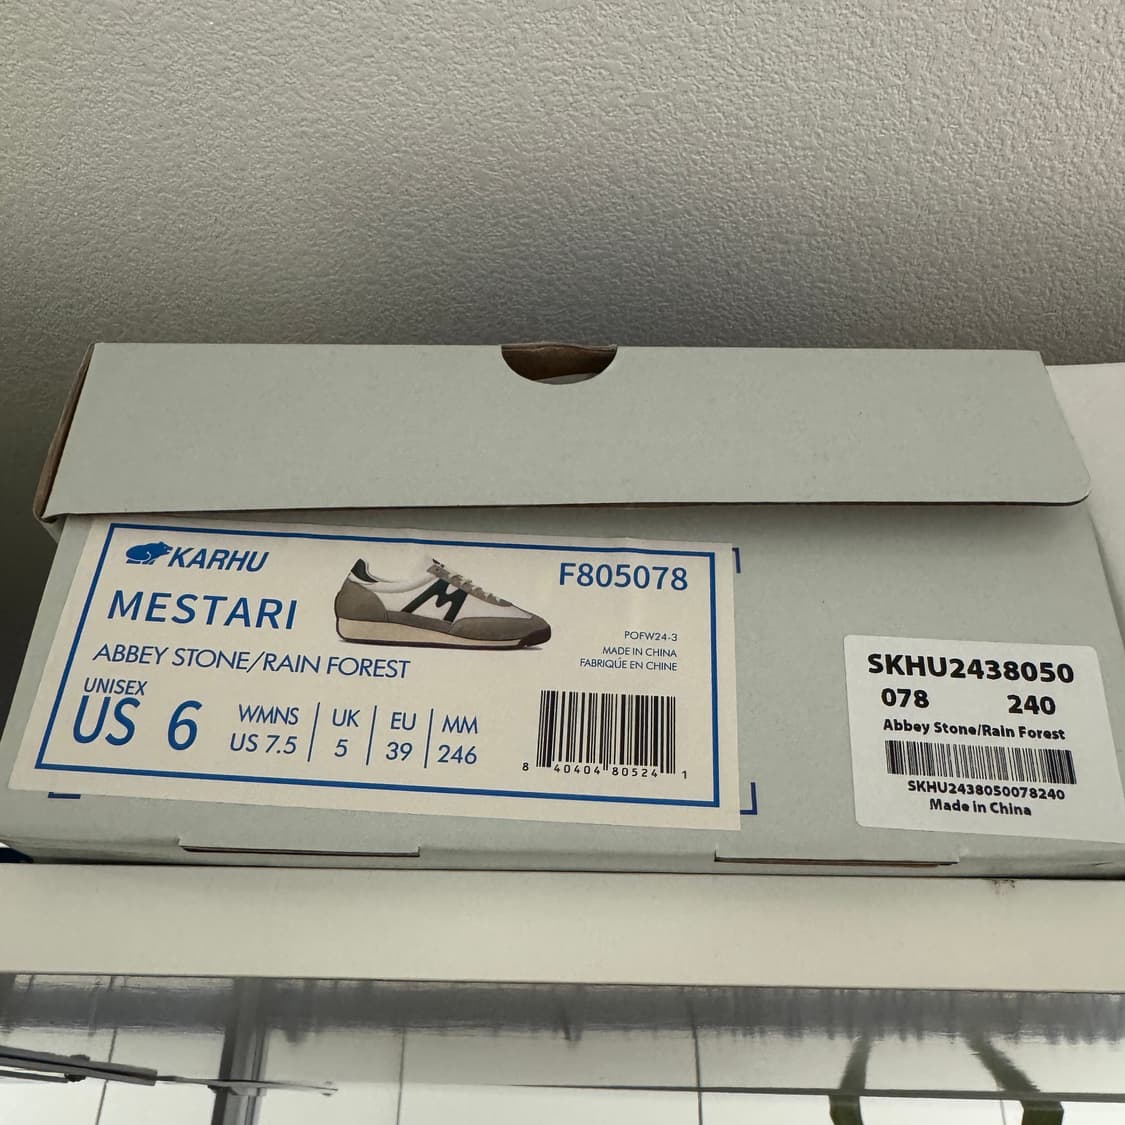 KARHU
MESTARI
ABBEY STONE/RAIN FOREST
UNISEX
US 6
WMNS
US 7.5
UK
5
EU
39
MM
246
M
F805078
POFW24-3
MADE IN CHINA
FABRIQUÉ EN CHINE
8 40404 80524 1
SKHU2438050
078 240
Abbey Stone/Rain Forest
SKHU2438050078240
Made in China